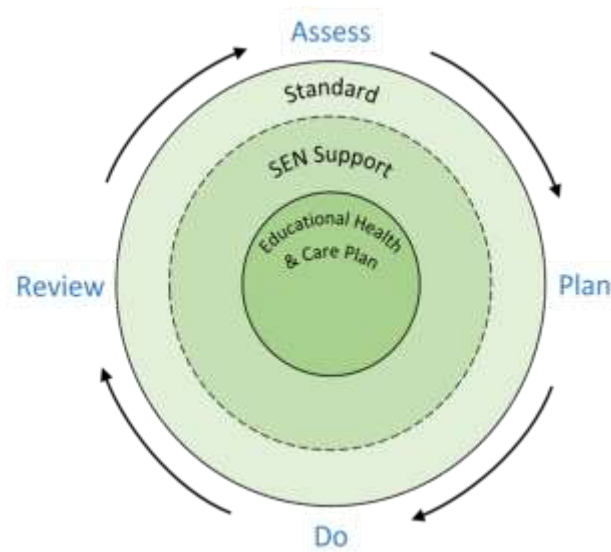 Assess
Standard
SEN Support
Educational Health
& Care Plan
Review
Plan
Do